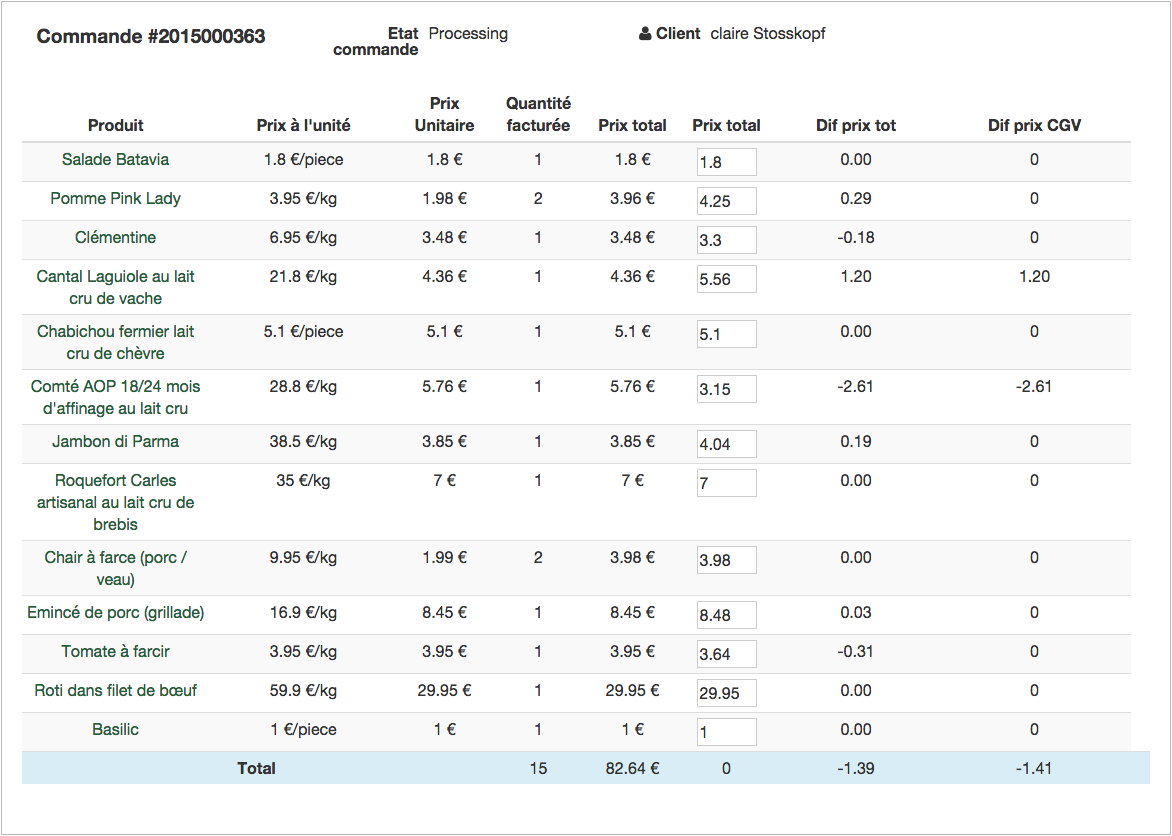 Commande #2015000363
Etat commande Processing
Client claire Stosskopf
Produit Prix à l'unité Prix Unitaire Quantité facturée Prix total Prix total Dif prix tot Dif prix CGV
Salade Batavia 1.8 €/piece 1.8 € 1 1.8 € 1.8 0.00 0
Pomme Pink Lady 3.95 €/kg 1.98 € 2 3.96 € 4.25 0.29 0
Clémentine 6.95 €/kg 3.48 € 1 3.48 € 3.3 -0.18 0
Cantal Laguiole au lait cru de vache 21.8 €/kg 4.36 € 1 4.36 € 5.56 1.20 1.20
Chabichou fermier lait cru de chèvre 5.1 €/piece 5.1 € 1 5.1 € 5.1 0.00 0
Comté AOP 18/24 mois d'affinage au lait cru 28.8 €/kg 5.76 € 1 5.76 € 3.15 -2.61 -2.61
Jambon di Parma 38.5 €/kg 3.85 € 1 3.85 € 4.04 0.19 0
Roquefort Carles artisanal au lait cru de brebis 35 €/kg 7 € 1 7 € 7 0.00 0
Chair à farce (porc / veau) 9.95 €/kg 1.99 € 2 3.98 € 3.98 0.00 0
Emincé de porc (grillade) 16.9 €/kg 8.45 € 1 8.45 € 8.48 0.03 0
Tomate à farcir 3.95 €/kg 3.95 € 1 3.95 € 3.64 -0.31 0
Roti dans filet de bœuf 59.9 €/kg 29.95 € 1 29.95 € 29.95 0.00 0
Basilic 1 €/piece 1 € 1 1 € 1 0.00 0
Total 15 82.64 € 0 -1.39 -1.41